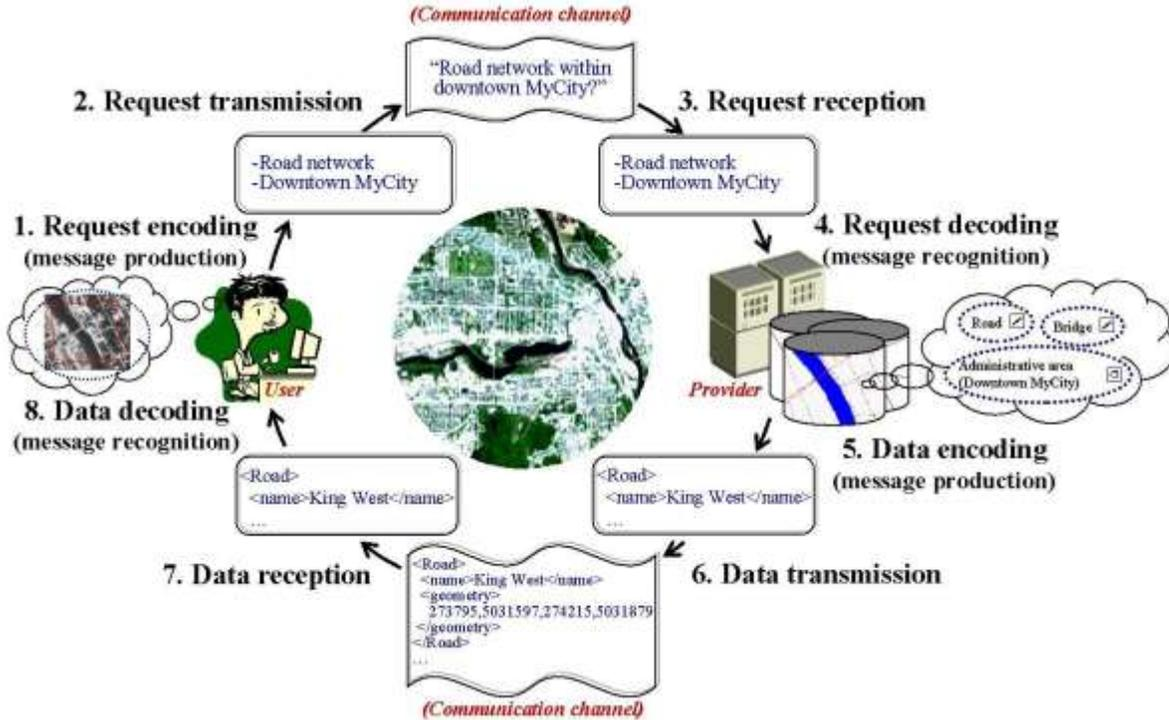 (Communication channel)
“Road network within
downtown MyCity?”
2. Request transmission
3. Request reception
-Road network
-Downtown MyCity
-Road network
-Downtown MyCity
1. Request encoding
(message production)
4. Request decoding
(message recognition)
Road
Bridge
Administrative area
(Downtown MyCity)
User
Provider
8. Data decoding
(message recognition)
5. Data encoding
(message production)
<Road>
<name>King West</name>
...
<Road>
<name>King West</name>
...
7. Data reception
6. Data transmission
<Road>
<name>King West</name>
<geometry>
273795,5031597,274215,5031879
</geometry>
</Road>
...
(Communication channel)